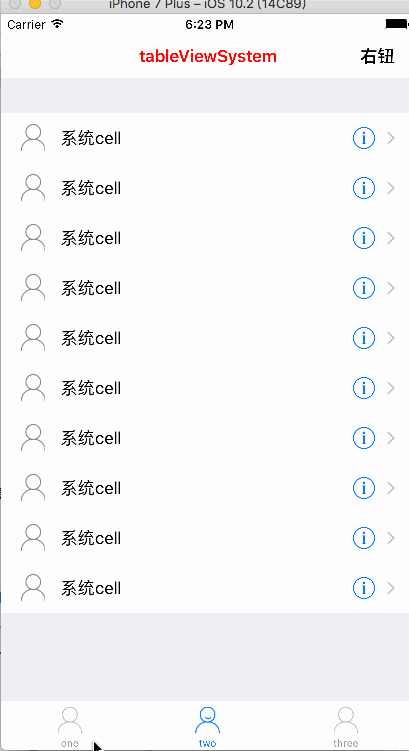 iPhone 7 Plus – iOS 10.2 (14C89)
Carrier 6:23 PM
tableViewSystem 右钮
系统cell
系统cell
系统cell
系统cell
系统cell
系统cell
系统cell
系统cell
系统cell
系统cell
one two three